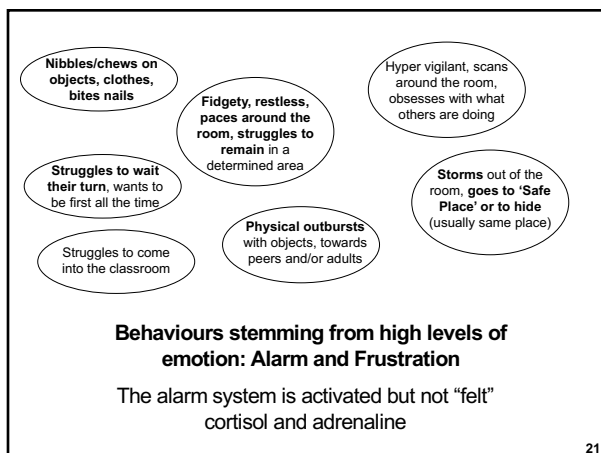 Nibbles/chews on
objects, clothes,
bites nails
Fidgety, restless,
paces around the
room, struggles to
remain in a
determined area
Hyper vigilant, scans
around the room,
obsesses with what
others are doing
Struggles to wait
their turn, wants to
be first all the time
Storms out of the
room, goes to ‘Safe
Place’ or to hide
(usually same place)
Struggles to come
into the classroom
Physical outbursts
with objects, towards
peers and/or adults
Behaviours stemming from high levels of
emotion: Alarm and Frustration
The alarm system is activated but not “felt”
cortisol and adrenaline
21